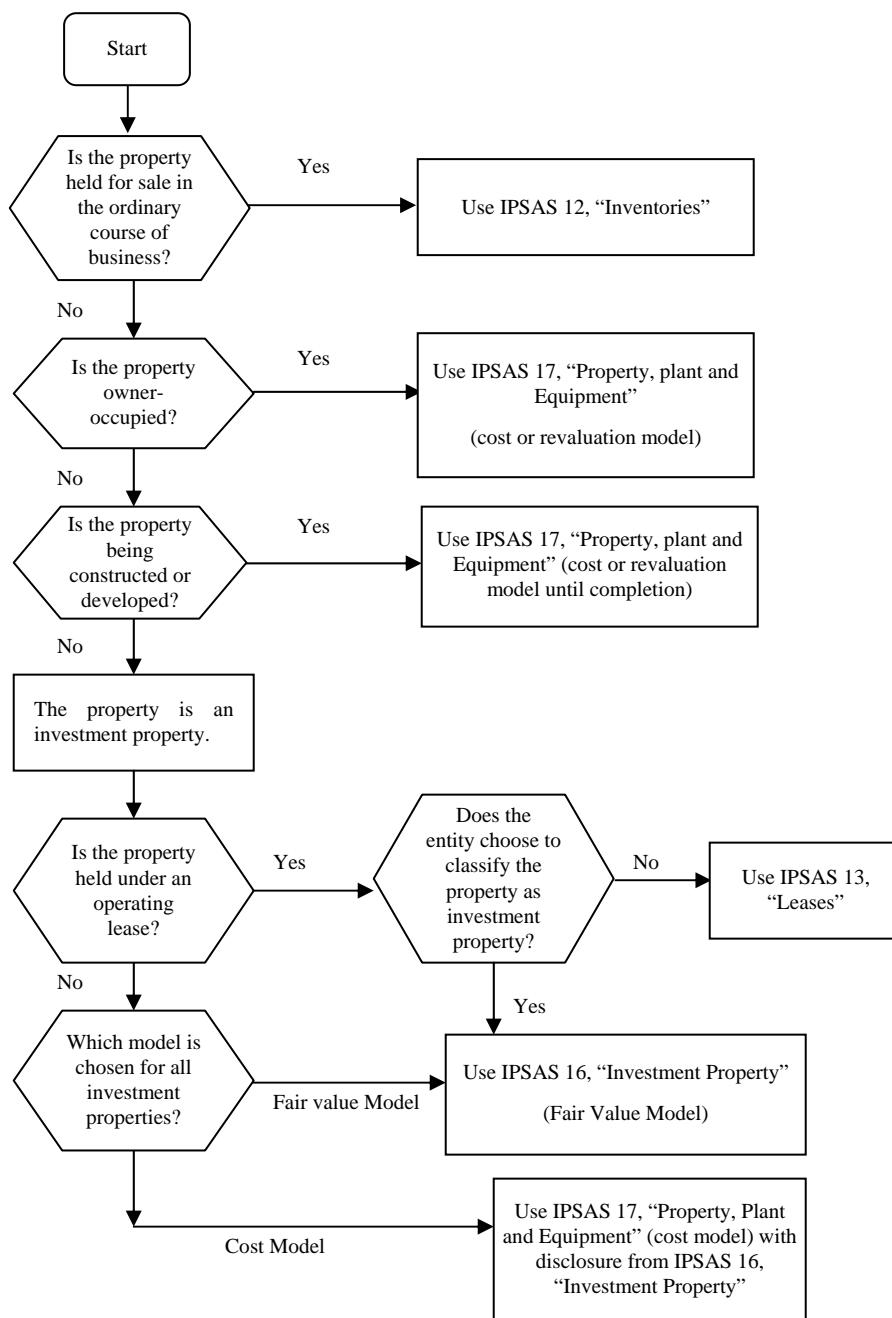 Start
Is the property
held for sale in
the ordinary
course of
business?
Yes
Use IPSAS 12, “Inventories”
No
Is the property
owner-
occupied?
Yes
Use IPSAS 17, “Property, plant and
Equipment”
(cost or revaluation model)
No
Is the property
being
constructed or
developed?
Yes
Use IPSAS 17, “Property, plant and
Equipment” (cost or revaluation
model until completion)
No
The property is an
investment property.
Is the property
held under an
operating
lease?
Yes
Does the
entity choose to
classify the
property as
investment
property?
No
Use IPSAS 13,
“Leases”
No
Yes
Which model is
chosen for all
investment
properties?
Fair value Model
Use IPSAS 16, “Investment Property”
(Fair Value Model)
Cost Model
Use IPSAS 17, “Property, Plant
and Equipment” (cost model) with
disclosure from IPSAS 16,
“Investment Property”